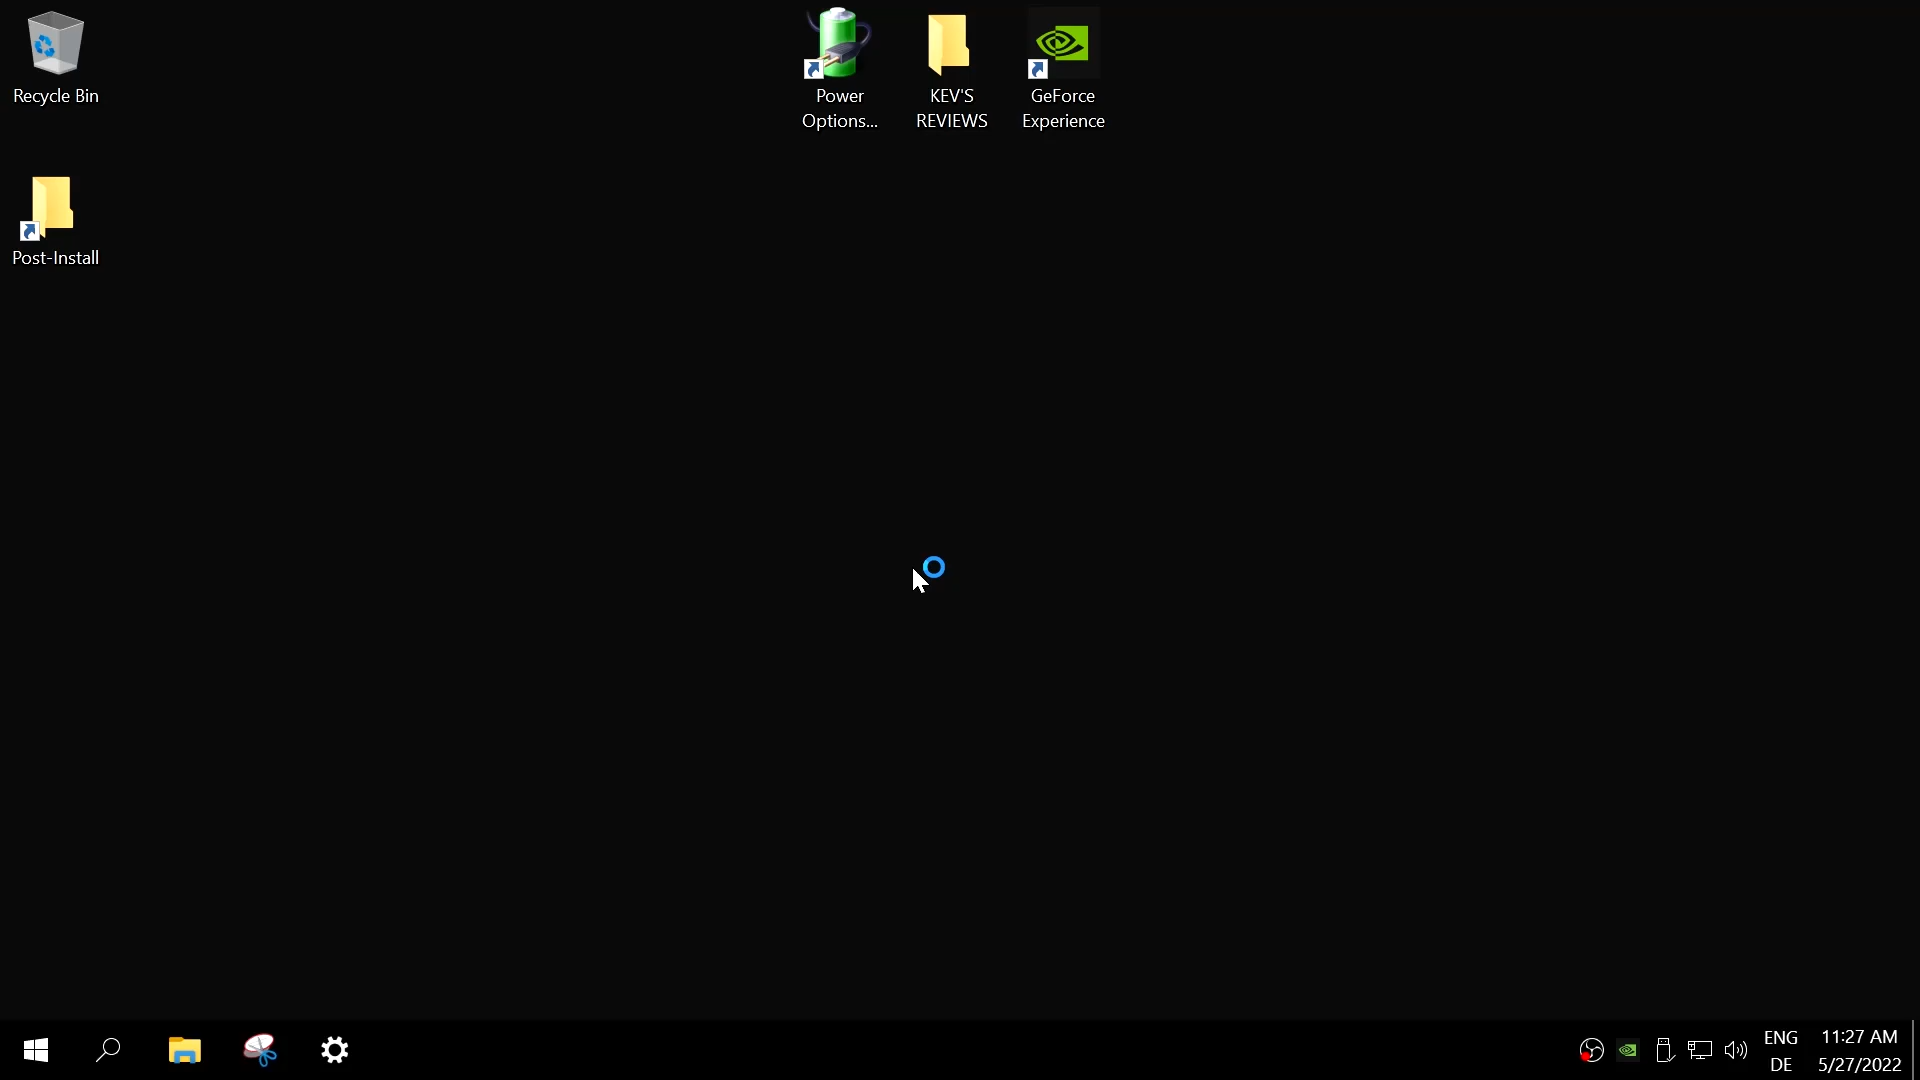 Recycle Bin
Power
Options...
KEV'S
REVIEWS
GeForce
Experience
Post-Install
ENG
DE
11:27 AM
5/27/2022